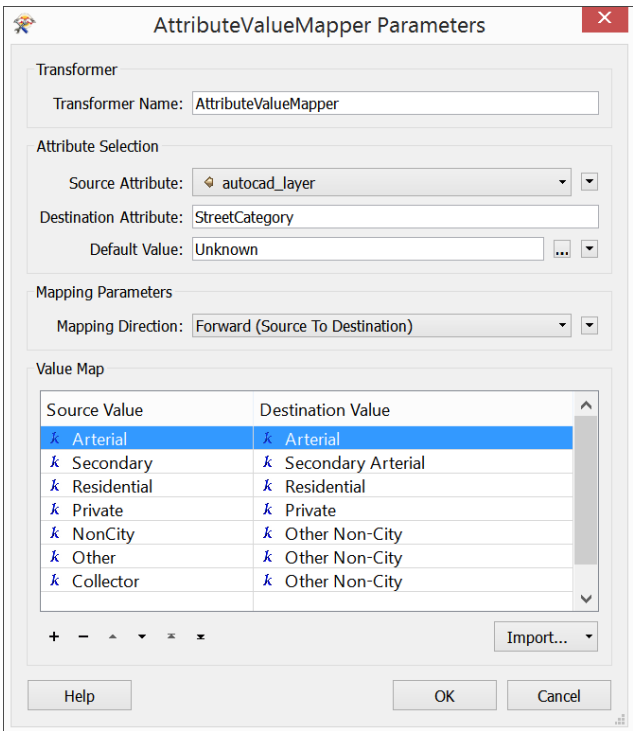 AttributeValueMapper Parameters
Transformer
Transformer Name: AttributeValueMapper
Attribute Selection
Source Attribute: autocad_layer
Destination Attribute: StreetCategory
Default Value: Unknown ...
Mapping Parameters
Mapping Direction: Forward (Source To Destination)
Value Map
Source Value Destination Value
k Arterial k Arterial
k Secondary k Secondary Arterial
k Residential k Residential
k Private k Private
k NonCity k Other Non-City
k Other k Other Non-City
k Collector k Other Non-City
Import...
Help OK Cancel